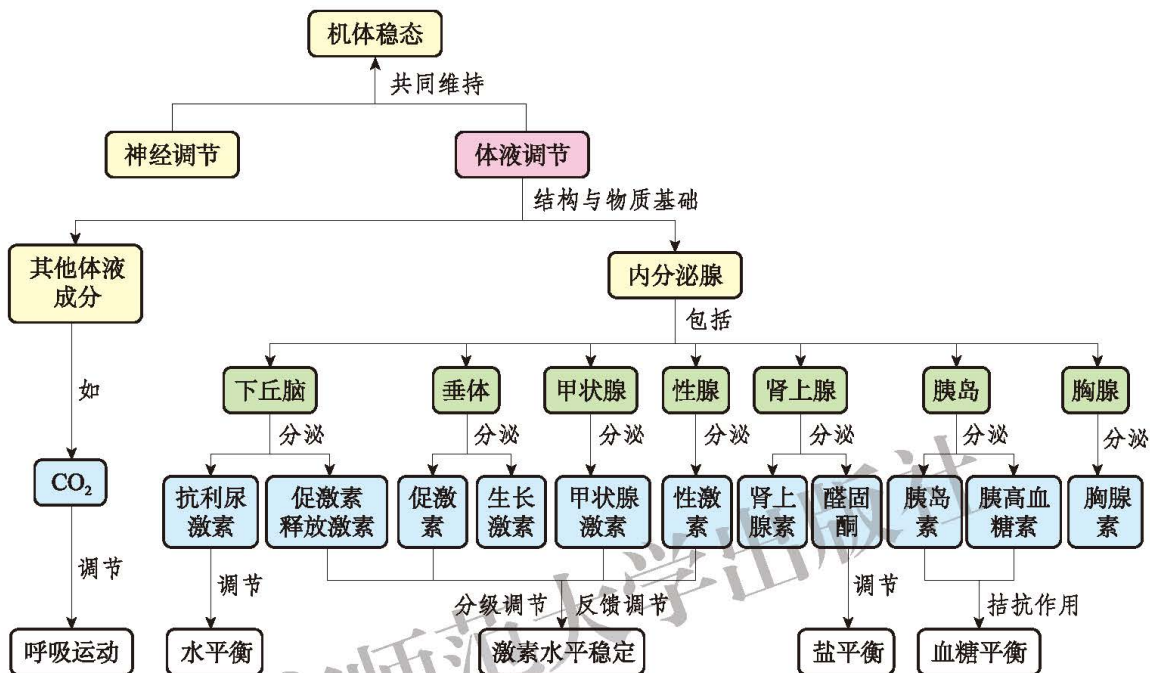 机体稳态
共同维持
神经调节
体液调节
结构与物质基础
其他体液
成分
内分泌腺
包括
如
下丘脑
垂体
甲状腺
性腺
肾上腺
胰岛
胸腺
分泌
分泌
分泌
分泌
分泌
分泌
分泌
CO₂
抗利尿
激素
促激素
释放激素
促激
素
生长
激素
甲状腺
激素
性激
素
肾上
腺素
醛固
酮
胰岛
素
胰高血
糖素
胸腺
素
调节
调节
分级调节
反馈调节
调节
拮抗作用
呼吸运动
水平衡
激素水平稳定
盐平衡
血糖平衡
师范大学出版社